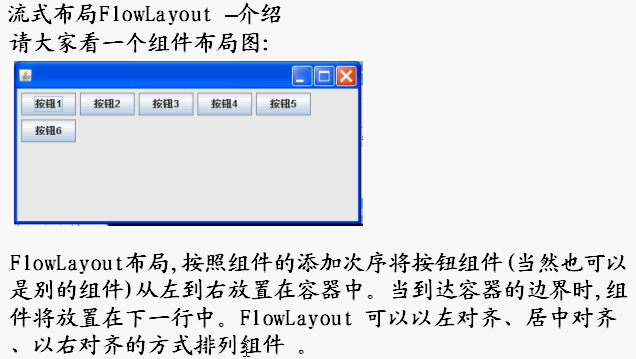 流式布局FlowLayout —介绍
请大家看一个组件布局图:
按钮1 按钮2 按钮3 按钮4 按钮5
按钮6
FlowLayout布局,按照组件的添加次序将按钮组件(当然也可以
是别的组件)从左到右放置在容器中。当到达容器的边界时,组
件将放置在下一行中。FlowLayout 可以以左对齐、居中对齐
、以右对齐的方式排列组件 。